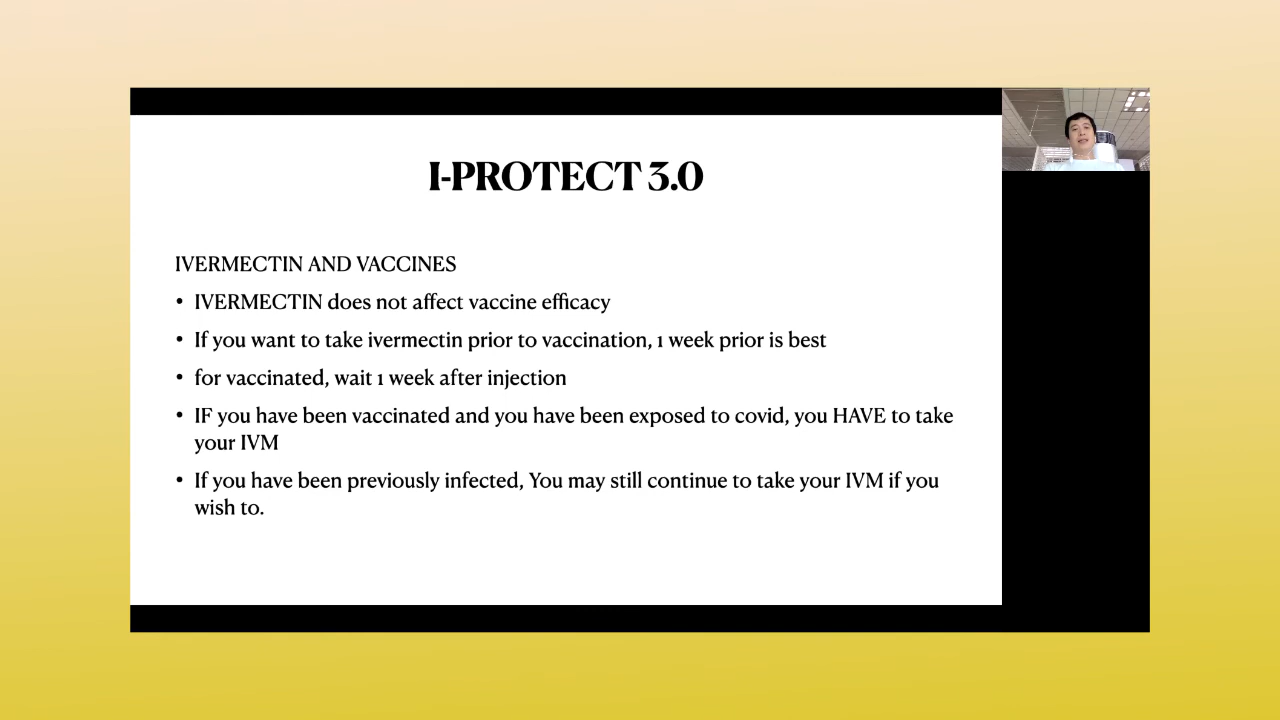 I-PROTECT 3.0
IVERMECTIN AND VACCINES
• IVERMECTIN does not affect vaccine efficacy
• If you want to take ivermectin prior to vaccination, 1 week prior is best
• for vaccinated, wait 1 week after injection
• IF you have been vaccinated and you have been exposed to covid, you HAVE to take
your IVM
• If you have been previously infected, You may still continue to take your IVM if you
wish to.